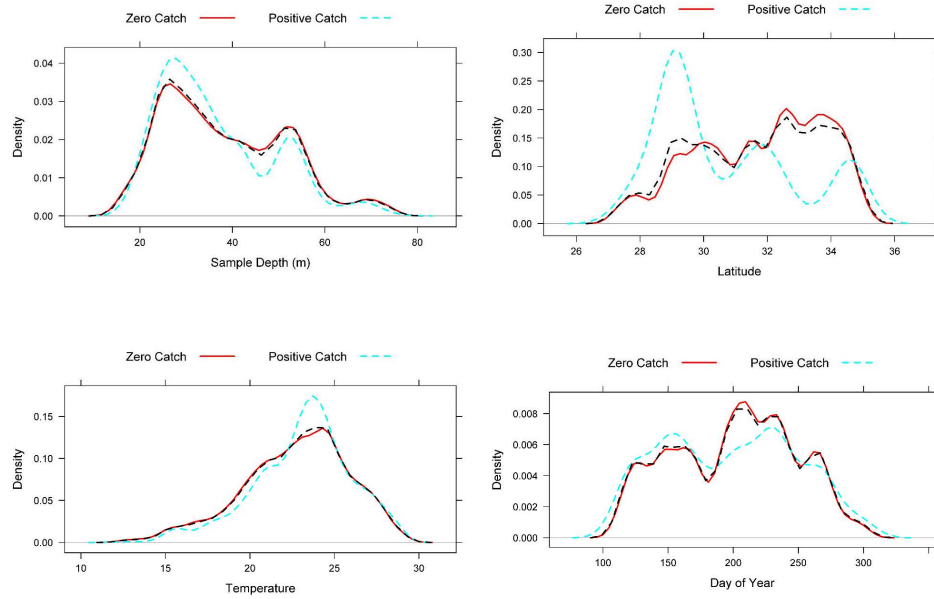 Zero Catch Positive Catch
0.04
0.03
0.02
0.01
0.00
Density
20 40 60 80
Sample Depth (m)
Zero Catch Positive Catch
0.30
0.25
0.20
0.15
0.10
0.05
0.00
Density
26 28 30 32 34 36
Latitude
Zero Catch Positive Catch
0.15
0.10
0.05
0.00
Density
10 15 20 25 30
Temperature
Zero Catch Positive Catch
0.008
0.006
0.004
0.002
0.000
Density
100 150 200 250 300
Day of Year